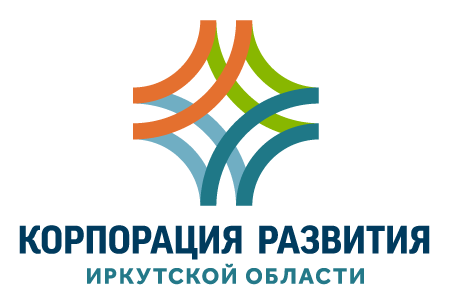 КОРПОРАЦИЯ РАЗВИТИЯ
ИРКУТСКОЙ ОБЛАСТИ